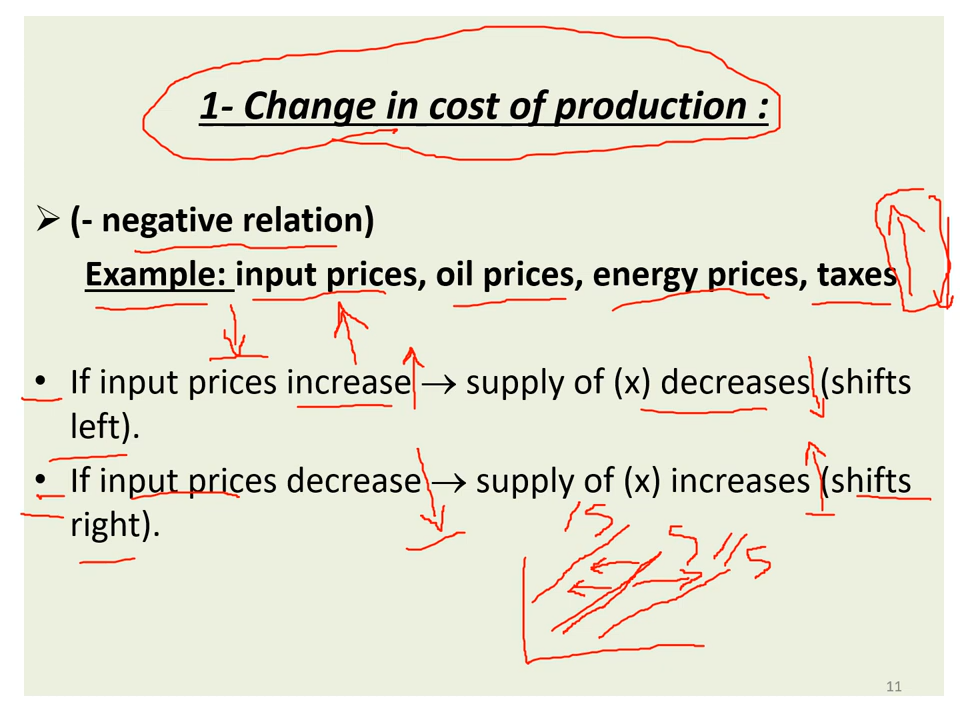 1- Change in cost of production :
➢ (- negative relation)
Example: input prices, oil prices, energy prices, taxes
• If input prices increase → supply of (x) decreases (shifts
left).
• If input prices decrease → supply of (x) increases (shifts
right).
S S S
11